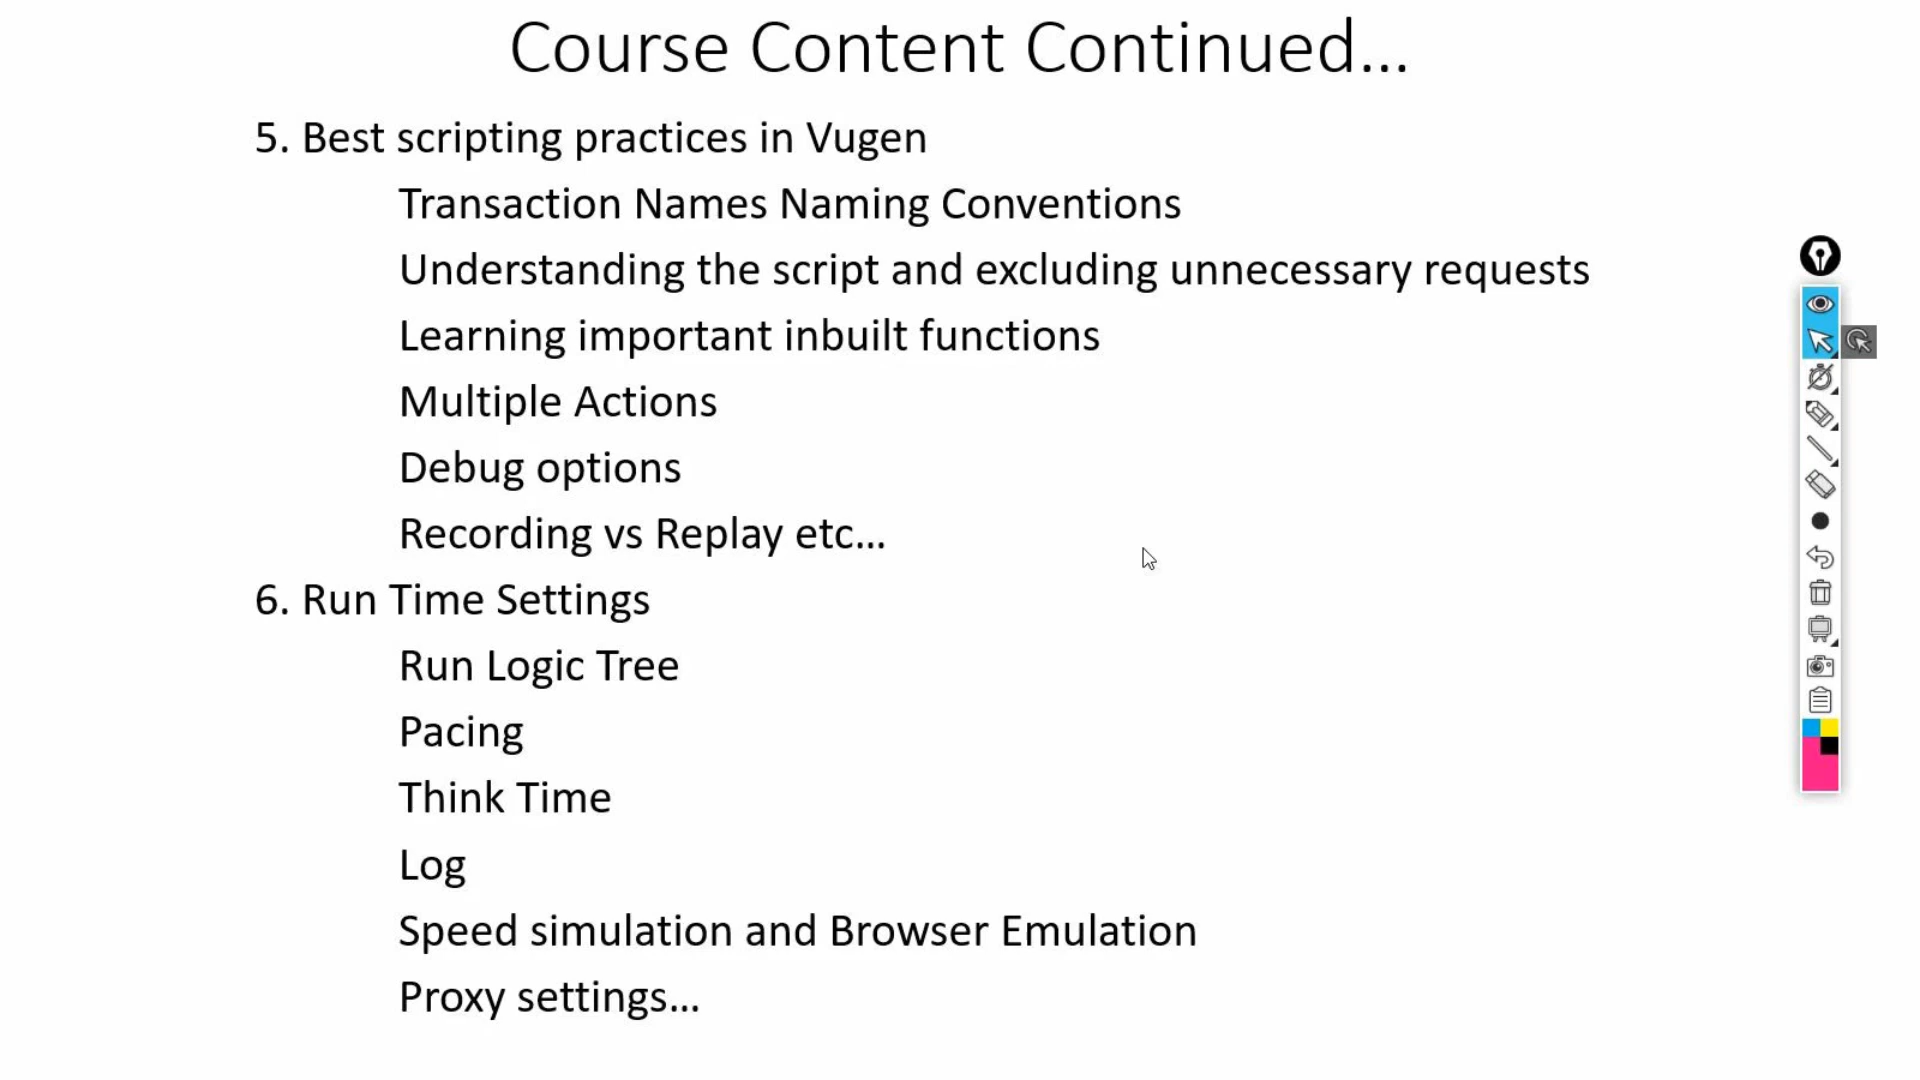 Course Content Continued...
5. Best scripting practices in Vugen
Transaction Names Naming Conventions
Understanding the script and excluding unnecessary requests
Learning important inbuilt functions
Multiple Actions
Debug options
Recording vs Replay etc...
6. Run Time Settings
Run Logic Tree
Pacing
Think Time
Log
Speed simulation and Browser Emulation
Proxy settings...